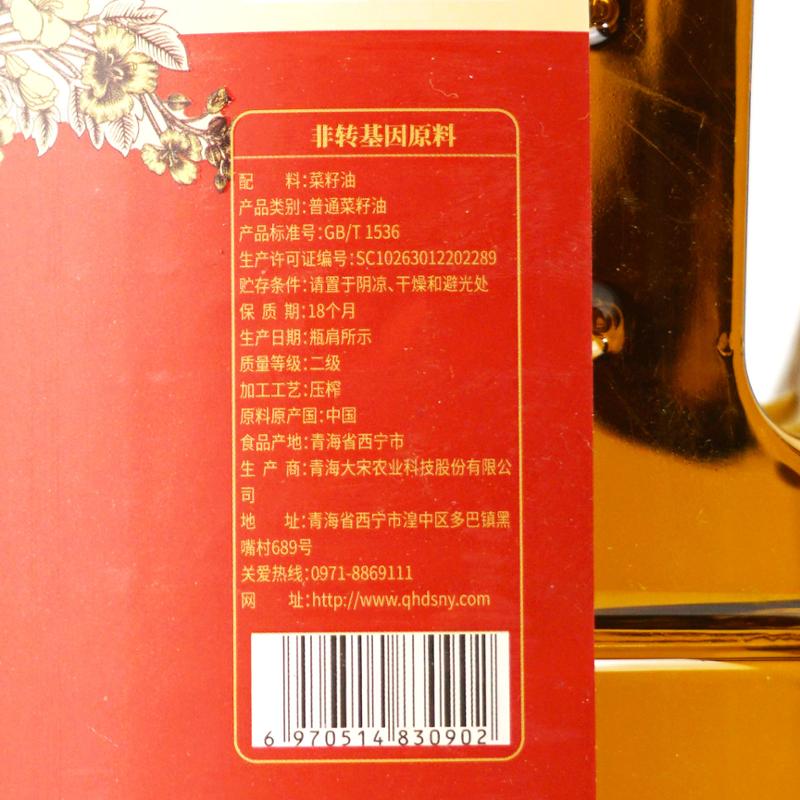 非转基因原料
配 料:菜籽油
产品类别:普通菜籽油
产品标准号:GB/T 1536
生产许可证编号:SC10263012202289
贮存条件:请置于阴凉、干燥和避光处
保 质 期:18个月
生产日期:瓶肩所示
质量等级:二级
加工工艺:压榨
原料原产国:中国
食品产地:青海省西宁市
生 产 商:青海大宋农业科技股份有限公
司
地 址:青海省西宁市湟中区多巴镇黑
嘴村689号
关爱热线:0971-8869111
网 址:http://www.qhdsny.com
6 970514 830902